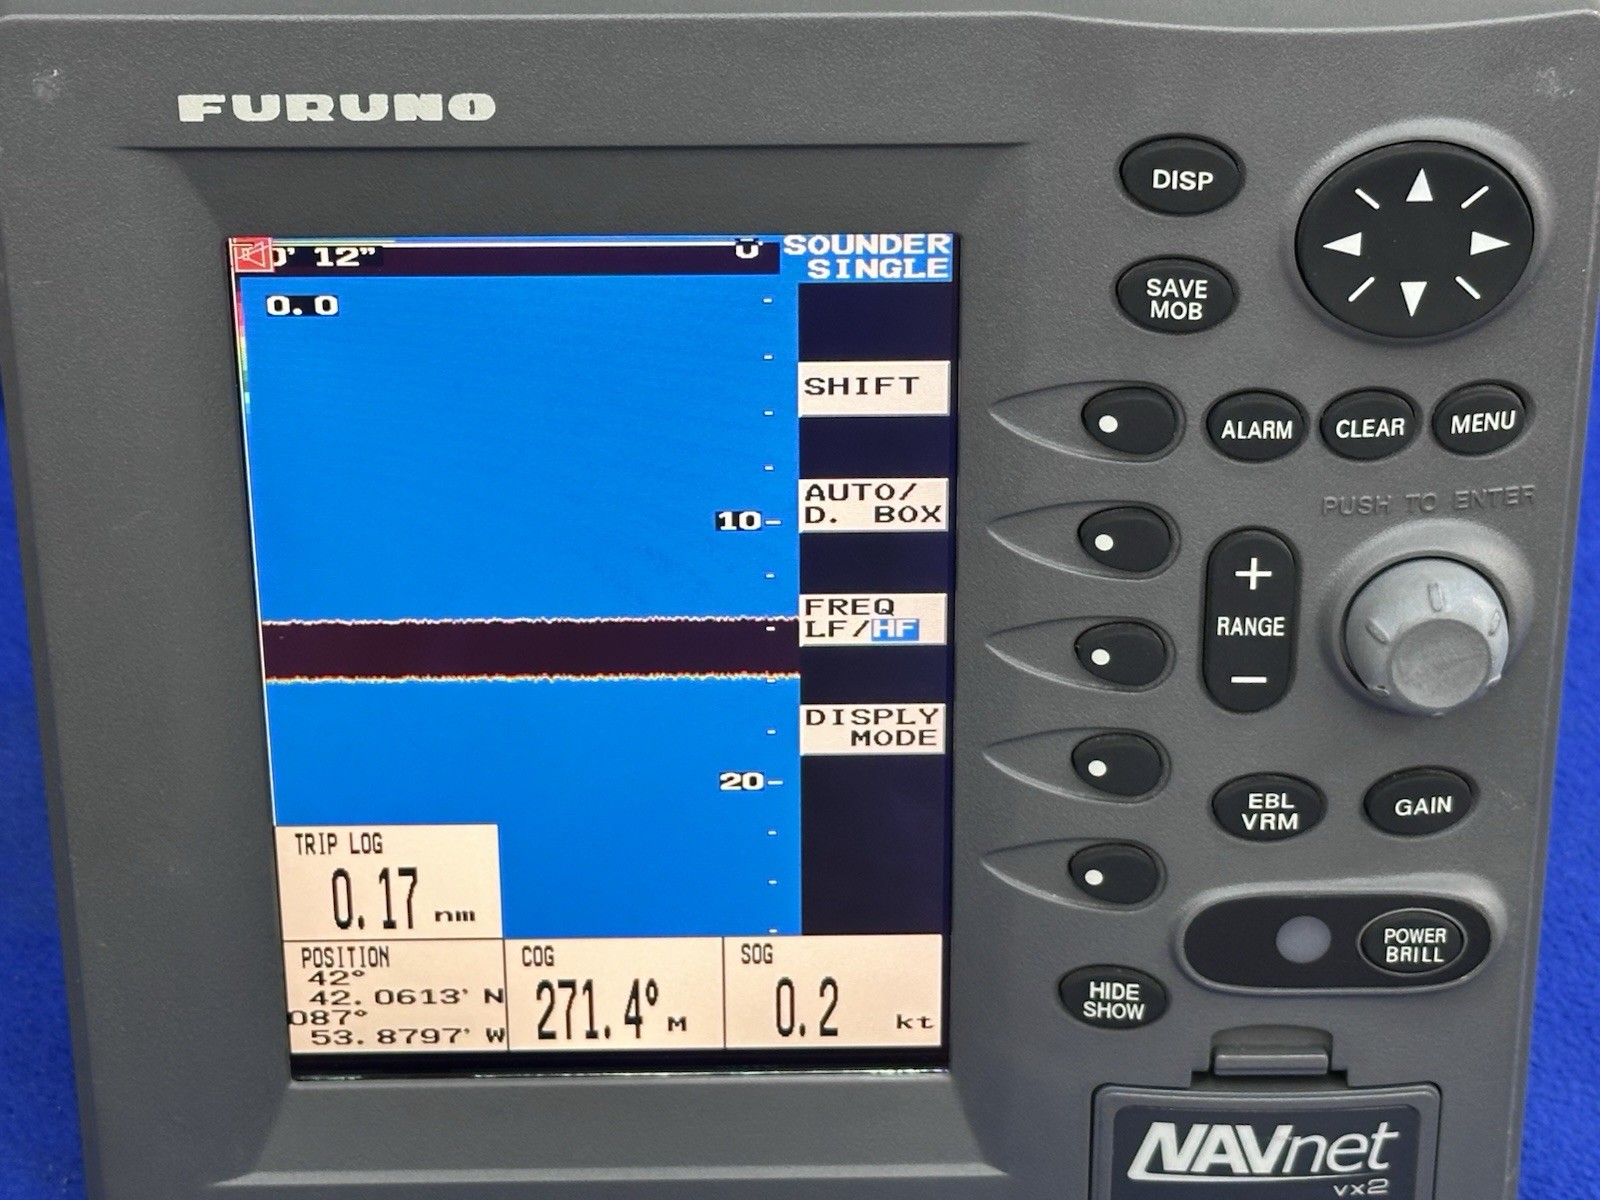 FURUNO
0' 12"
0
SOUNDER
SINGLE
0.0
SHIFT
AUTO/
D. BOX
10
FREQ
LF/HF
DISPLY
MODE
20
TRIP LOG
0.17 nm
POSITION
42°
42.0613' N
087°
53.8797' W
COG
271.4° M
SOG
0.2 kt
DISP
SAVE
MOB
ALARM
CLEAR
MENU
PUSH TO ENTER
+
RANGE
−
EBL
VRM
GAIN
POWER
BRILL
HIDE
SHOW
NAVnet
vx2